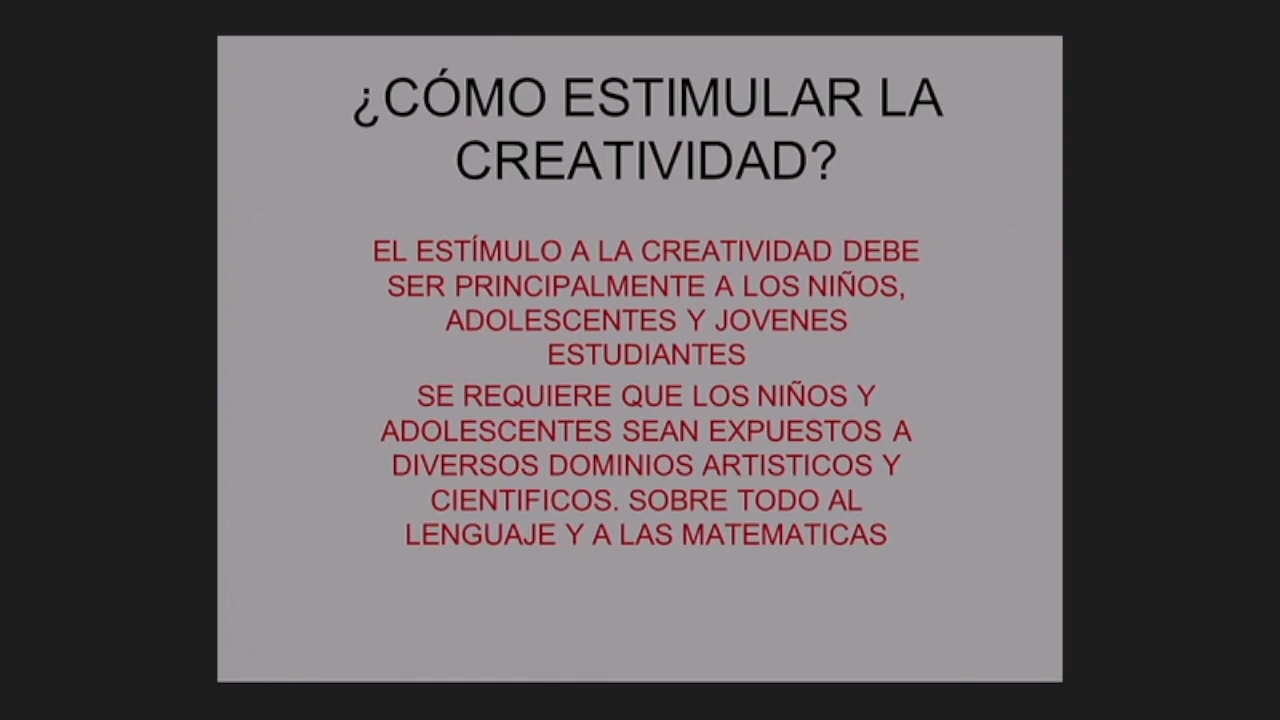 ¿CÓMO ESTIMULAR LA
CREATIVIDAD?
EL ESTÍMULO A LA CREATIVIDAD DEBE
SER PRINCIPALMENTE A LOS NIÑOS,
ADOLESCENTES Y JOVENES
ESTUDIANTES
SE REQUIERE QUE LOS NIÑOS Y
ADOLESCENTES SEAN EXPUESTOS A
DIVERSOS DOMINIOS ARTISTICOS Y
CIENTIFICOS. SOBRE TODO AL
LENGUAJE Y A LAS MATEMATICAS